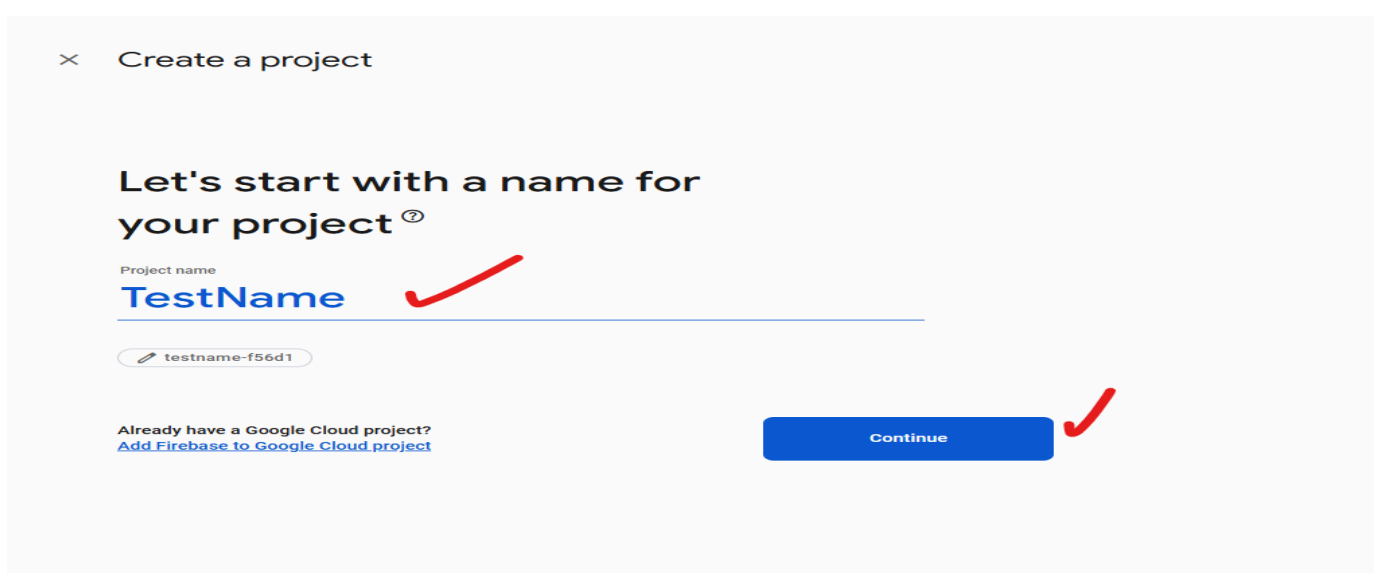 Create a project
Let's start with a name for
your project
Project name
TestName
testname-f56d1
Already have a Google Cloud project?
Add Firebase to Google Cloud project
Continue